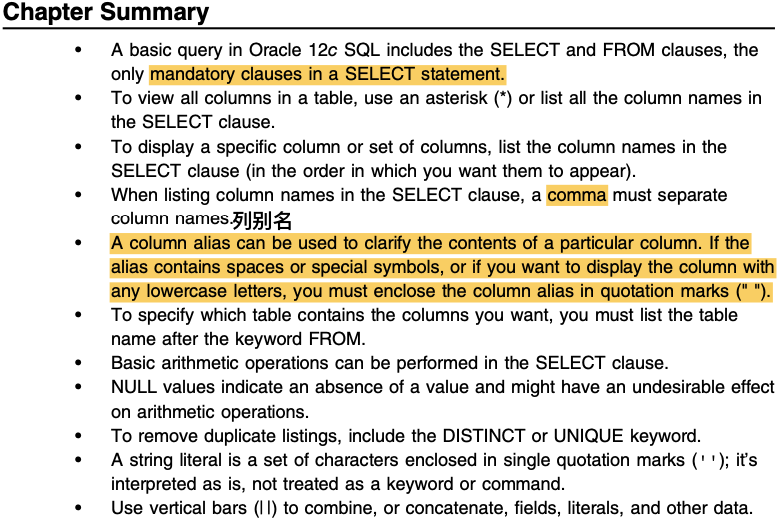 Chapter Summary
• A basic query in Oracle 12c SQL includes the SELECT and FROM clauses, the
only mandatory clauses in a SELECT statement.
• To view all columns in a table, use an asterisk (*) or list all the column names in
the SELECT clause.
• To display a specific column or set of columns, list the column names in the
SELECT clause (in the order in which you want them to appear).
• When listing column names in the SELECT clause, a comma must separate
column names.列别名
• A column alias can be used to clarify the contents of a particular column. If the
alias contains spaces or special symbols, or if you want to display the column with
any lowercase letters, you must enclose the column alias in quotation marks (" ").
• To specify which table contains the columns you want, you must list the table
name after the keyword FROM.
• Basic arithmetic operations can be performed in the SELECT clause.
• NULL values indicate an absence of a value and might have an undesirable effect
on arithmetic operations.
• To remove duplicate listings, include the DISTINCT or UNIQUE keyword.
• A string literal is a set of characters enclosed in single quotation marks (' '); it's
interpreted as is, not treated as a keyword or command.
• Use vertical bars (||) to combine, or concatenate, fields, literals, and other data.